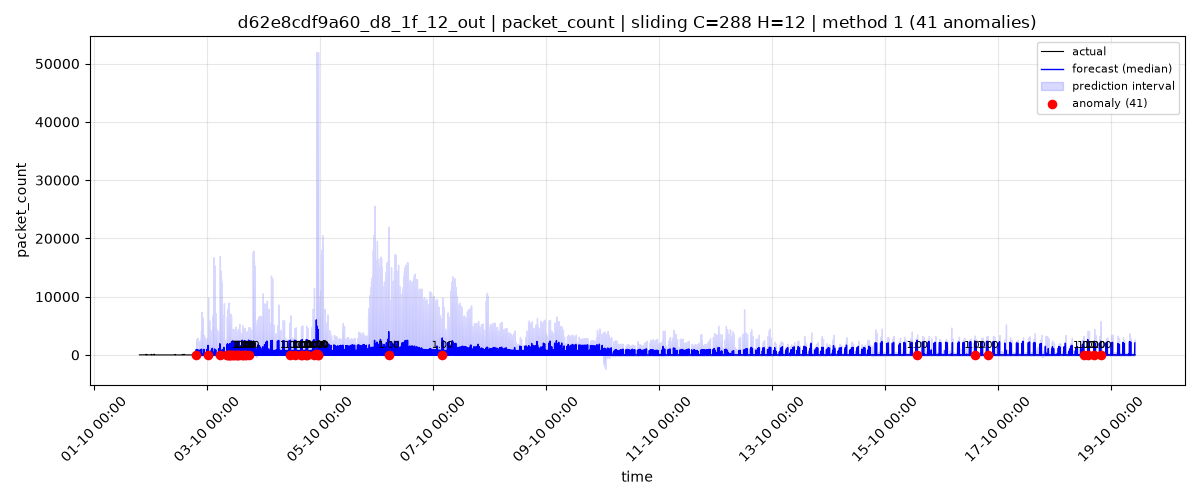 d62e8cdf9a60_d8_1f_12_out | packet_count | sliding C=288 H=12 | method 1 (41 anomalies)
actual
forecast (median)
prediction interval
anomaly (41)
packet_count
50000
40000
30000
20000
10000
0
01-10 00:00
03-10 00:00
05-10 00:00
07-10 00:00
09-10 00:00
11-10 00:00
13-10 00:00
15-10 00:00
17-10 00:00
19-10 00:00
time